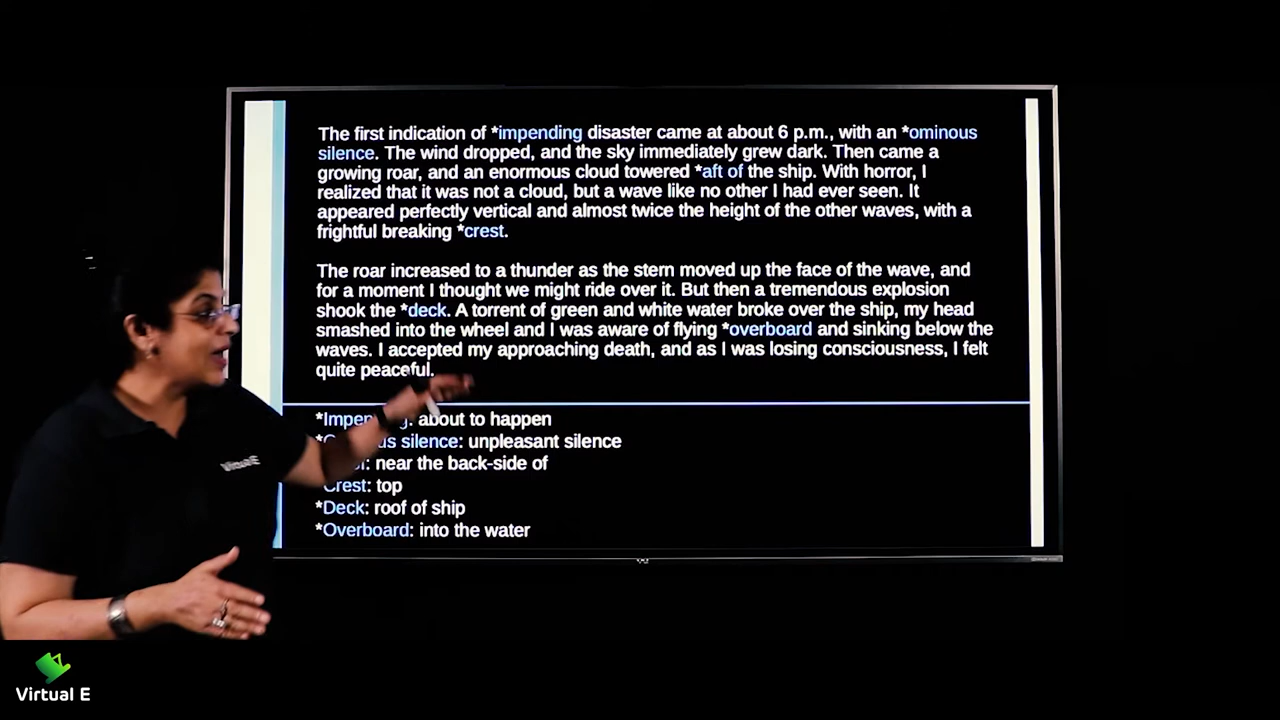 The first indication of *impending disaster came at about 6 p.m., with an *ominous
silence. The wind dropped, and the sky immediately grew dark. Then came a
growing roar, and an enormous cloud towered *aft of the ship. With horror, I
realized that it was not a cloud, but a wave like no other I had ever seen. It
appeared perfectly vertical and almost twice the height of the other waves, with a
frightful breaking *crest.
The roar increased to a thunder as the stern moved up the face of the wave, and
for a moment I thought we might ride over it. But then a tremendous explosion
shook the *deck. A torrent of green and white water broke over the ship, my head
smashed into the wheel and I was aware of flying *overboard and sinking below the
waves. I accepted my approaching death, and as I was losing consciousness, I felt
quite peaceful.
about to happen
silence: unpleasant silence
near the back-side of
Crest: top
*Deck: roof of ship
*Overboard: into the water
Virtual E
Virtual E